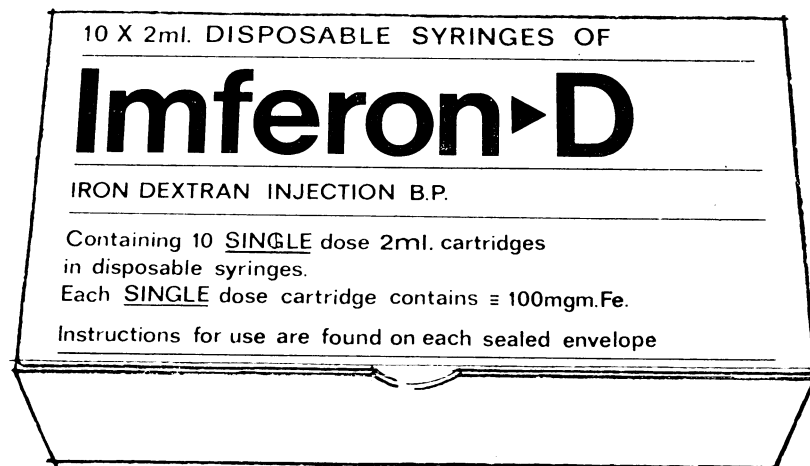 10 X 2ml. DISPOSABLE SYRINGES OF
Imferon▶D
IRON DEXTRAN INJECTION B.P.
Containing 10 SINGLE dose 2ml. cartridges
in disposable syringes.
Each SINGLE dose cartridge contains ≡ 100mgm.Fe.
Instructions for use are found on each sealed envelope